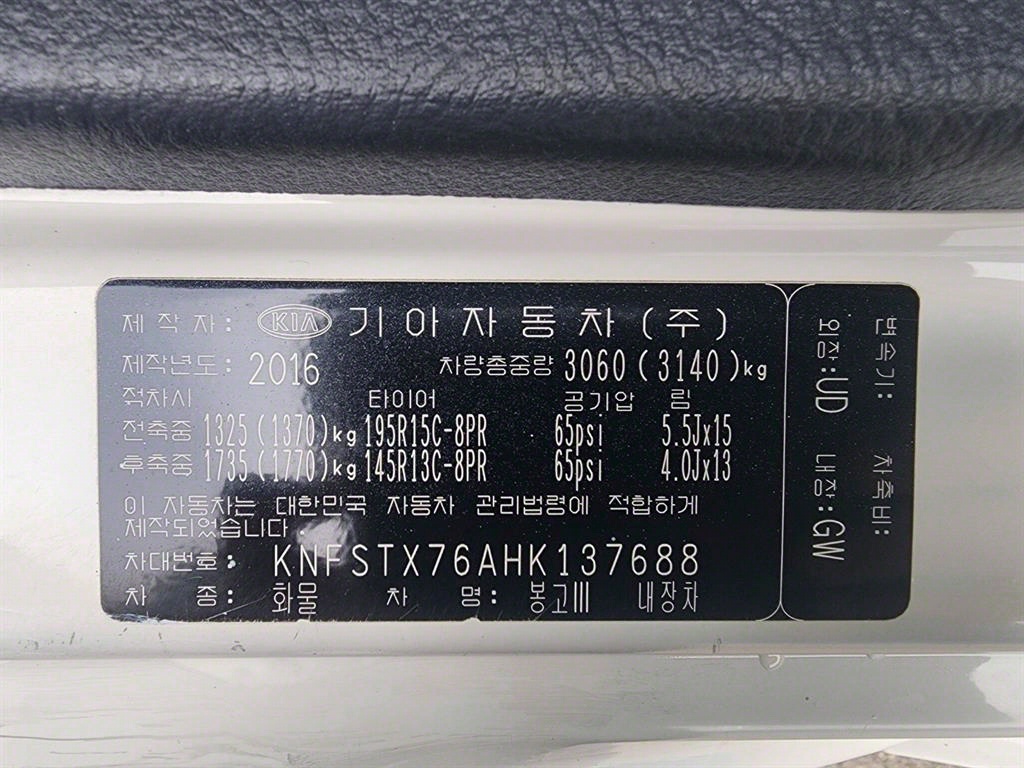 제 작 자: KIA 기아자동차(주)
제작년도: 2016 차량총중량 3060(3140)kg
적차시 타이어 공기압 림
전축중 1325(1370)kg 195R15C-8PR 65psi 5.5Jx15
후축중 1735(1770)kg 145R13C-8PR 65psi 4.0Jx13
이 자동차는 대한민국 자동차 관리법령에 적합하게
제작되었습니다.
차대번호: KNFSTX76AHK137688
차 종: 화물 차 명: 봉고III 내장차
변속기: 차축비:
외장:UD 내장:GW